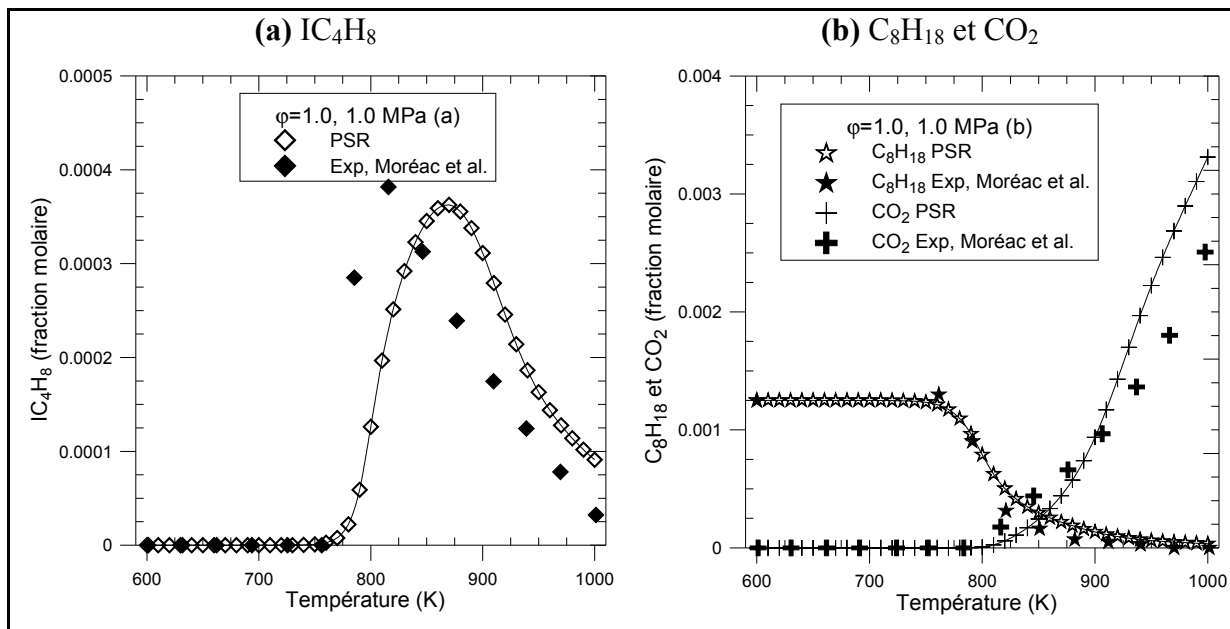 (a) IC₄H₈
0.0005
0.0004
0.0003
0.0002
0.0001
0
IC₄H₈ (fraction molaire)
φ=1.0, 1.0 MPa (a)
PSR
Exp, Moréac et al.
600 700 800 900 1000
Température (K)
(b) C₈H₁₈ et CO₂
0.004
0.003
0.002
0.001
0
C₈H₁₈ et CO₂ (fraction molaire)
φ=1.0, 1.0 MPa (b)
C₈H₁₈ PSR
C₈H₁₈ Exp, Moréac et al.
CO₂ PSR
CO₂ Exp, Moréac et al.
600 700 800 900 1000
Température (K)